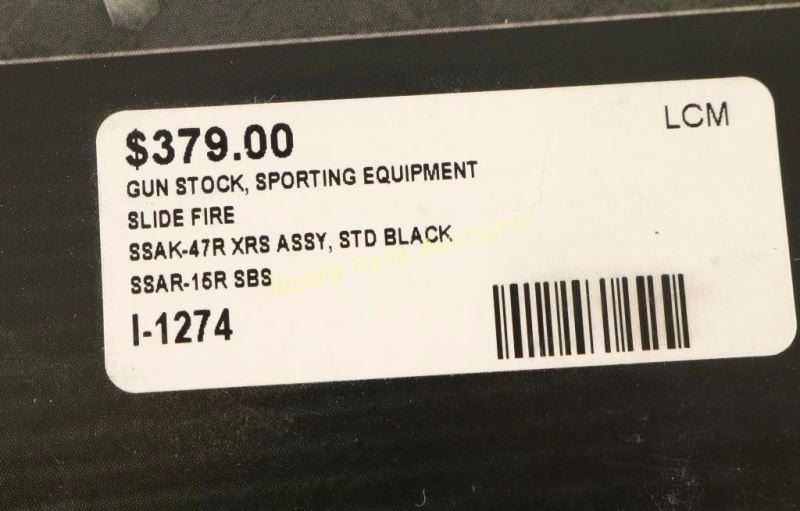 LCM
$379.00
GUN STOCK, SPORTING EQUIPMENT
SLIDE FIRE
SSAK-47R XRS ASSY, STD BLACK
SSAR-15R SBS
I-1274
Auctions